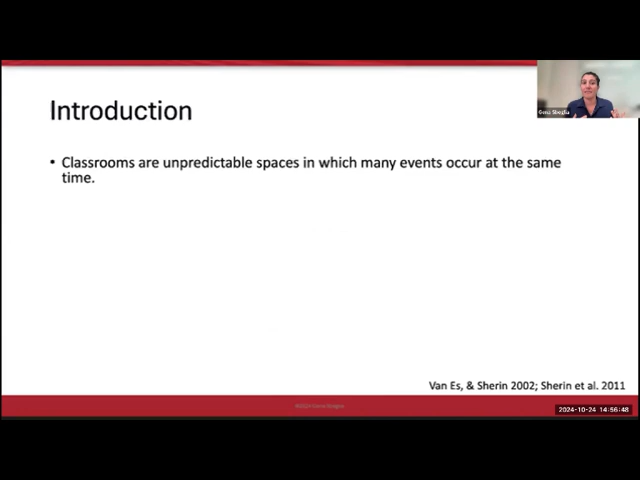 Introduction
• Classrooms are unpredictable spaces in which many events occur at the same
time.
Van Es, & Sherin 2002; Sherin et al. 2011
2024-10-24 14:56:48